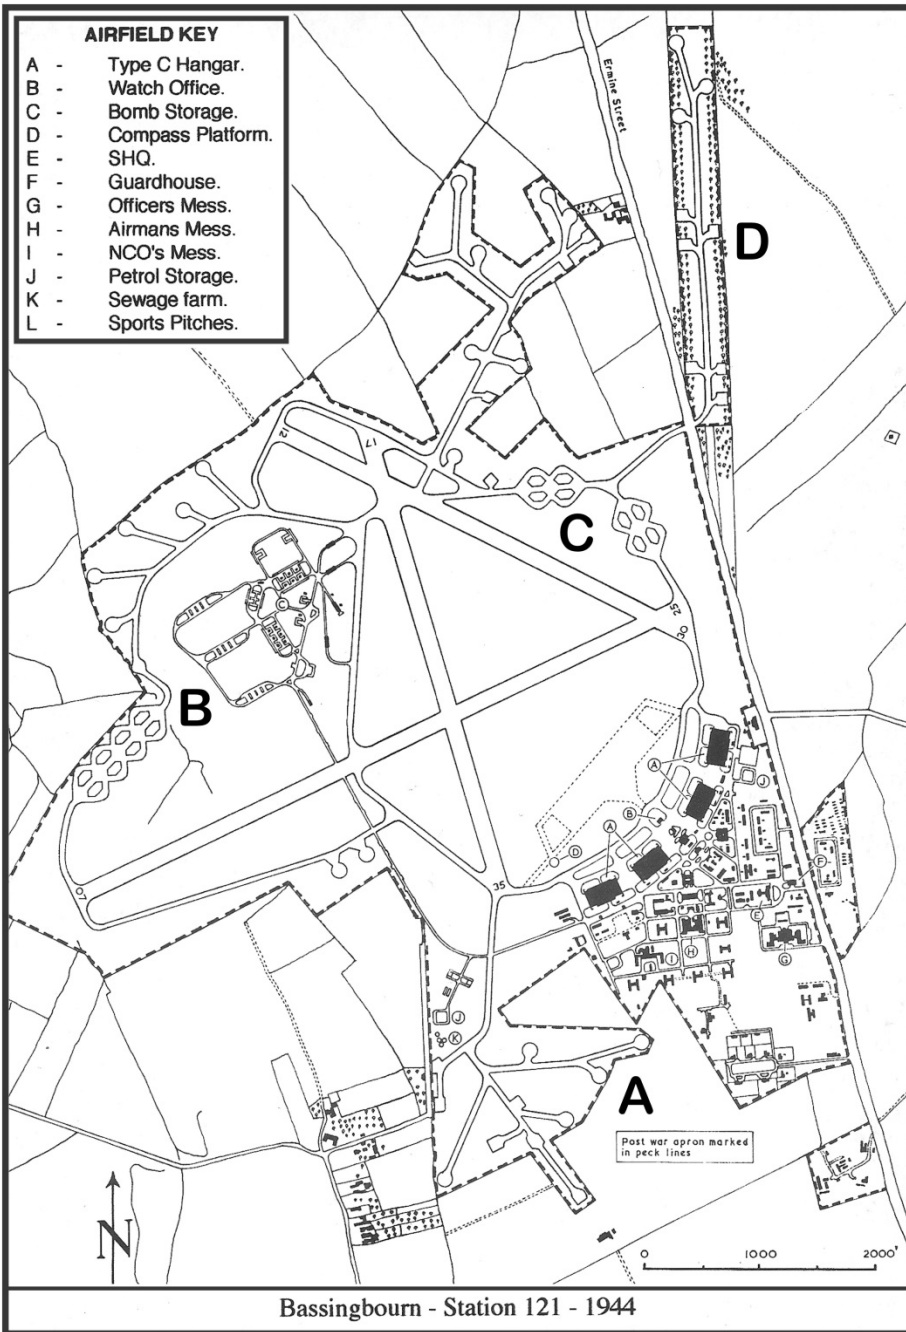 AIRFIELD KEY
A - Type C Hangar.
B - Watch Office.
C - Bomb Storage.
D - Compass Platform.
E - SHQ.
F - Guardhouse.
G - Officers Mess.
H - Airmans Mess.
I - NCO's Mess.
J - Petrol Storage.
K - Sewage farm.
L - Sports Pitches.
Ermine Street
D
12
17
C
C
25
30
B
A
J
B
A
D
07
35
F
E
I
H
G
J
K
A
Post war apron marked
in peck lines
N
0 1000 2000'
Bassingbourn - Station 121 - 1944